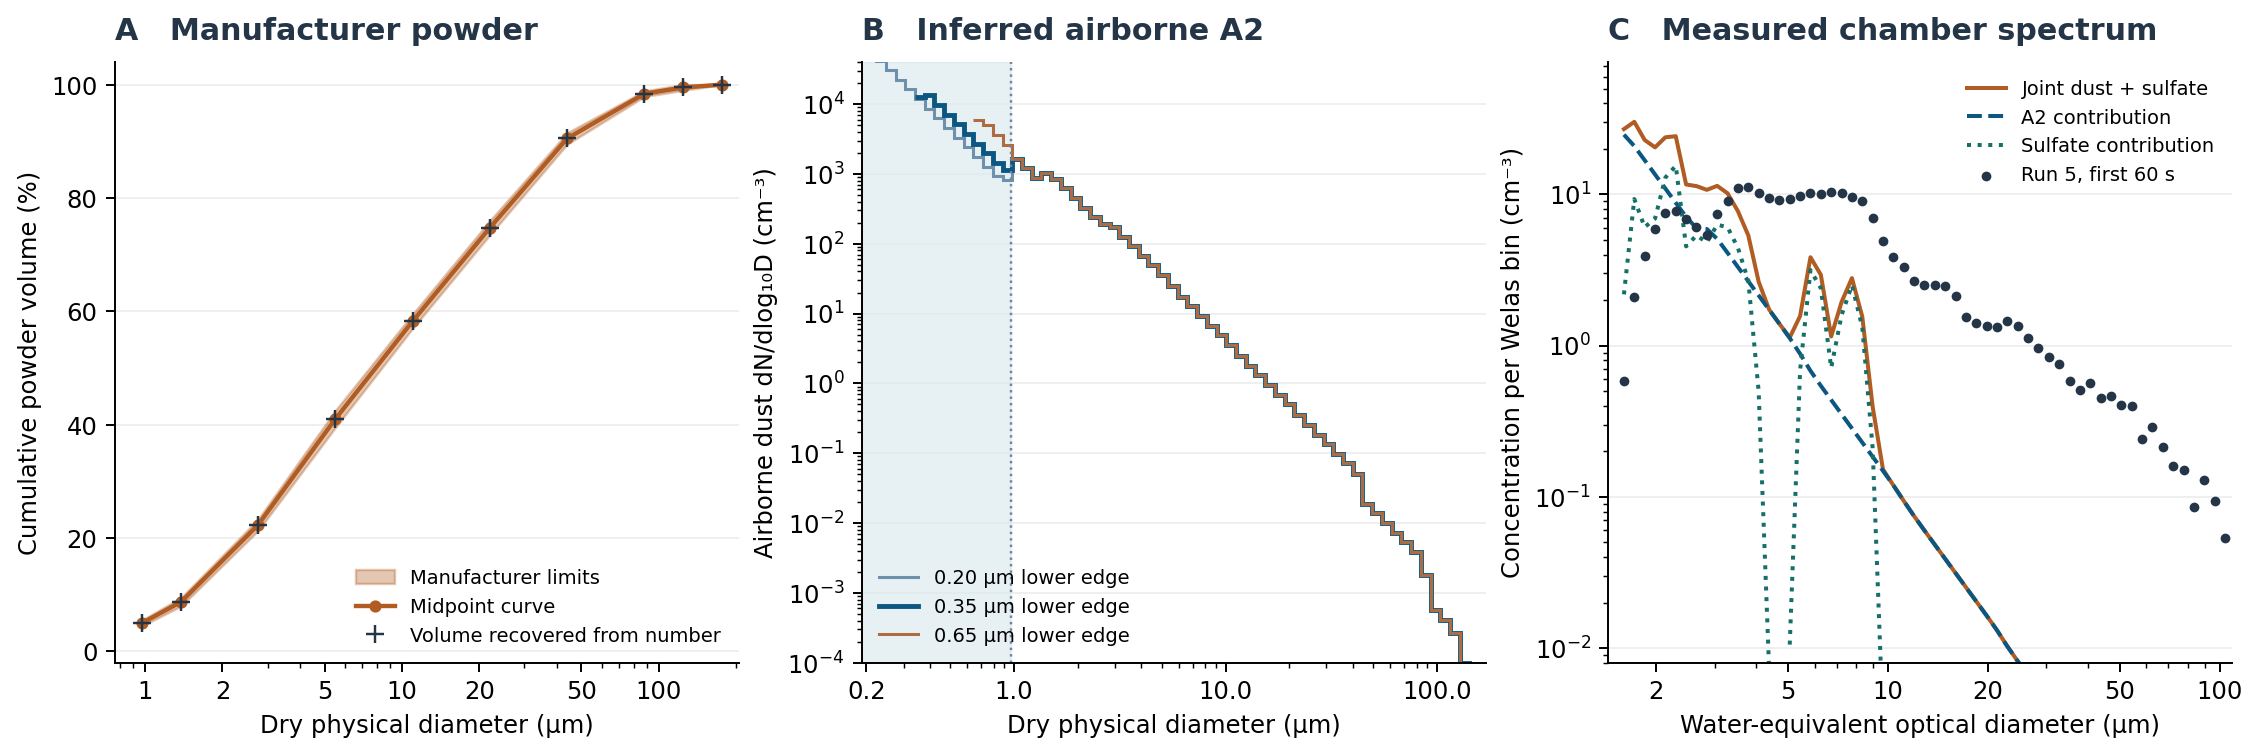 A Manufacturer powder
Cumulative powder volume (%)
100
80
60
40
20
0
1 2 5 10 20 50 100
Dry physical diameter (µm)
Manufacturer limits
Midpoint curve
Volume recovered from number
B Inferred airborne A2
Airborne dust dN/dlog₁₀D (cm⁻³)
10⁴
10³
10²
10¹
10⁰
10⁻¹
10⁻²
10⁻³
10⁻⁴
0.2 1.0 10.0 100.0
Dry physical diameter (µm)
0.20 µm lower edge
0.35 µm lower edge
0.65 µm lower edge
C Measured chamber spectrum
Concentration per Welas bin (cm⁻³)
10¹
10⁰
10⁻¹
10⁻²
2 5 10 20 50 100
Water-equivalent optical diameter (µm)
Joint dust + sulfate
A2 contribution
Sulfate contribution
Run 5, first 60 s